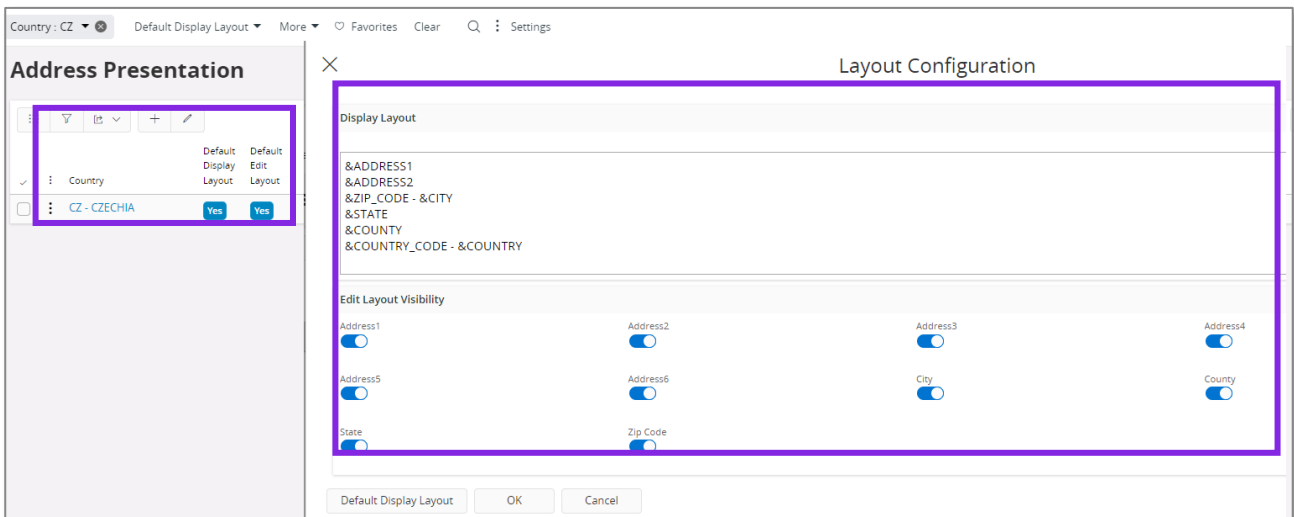 Country : CZ Default Display Layout More Favorites Clear Settings
Address Presentation
Default Display Layout
Default Edit Layout
Country
CZ - CZECHIA Yes Yes
Layout Configuration
Display Layout
&ADDRESS1
&ADDRESS2
&ZIP_CODE - &CITY
&STATE
&COUNTY
&COUNTRY_CODE - &COUNTRY
Edit Layout Visibility
Address1 Address2 Address3 Address4
Address5 Address6 City County
State Zip Code
Default Display Layout OK Cancel